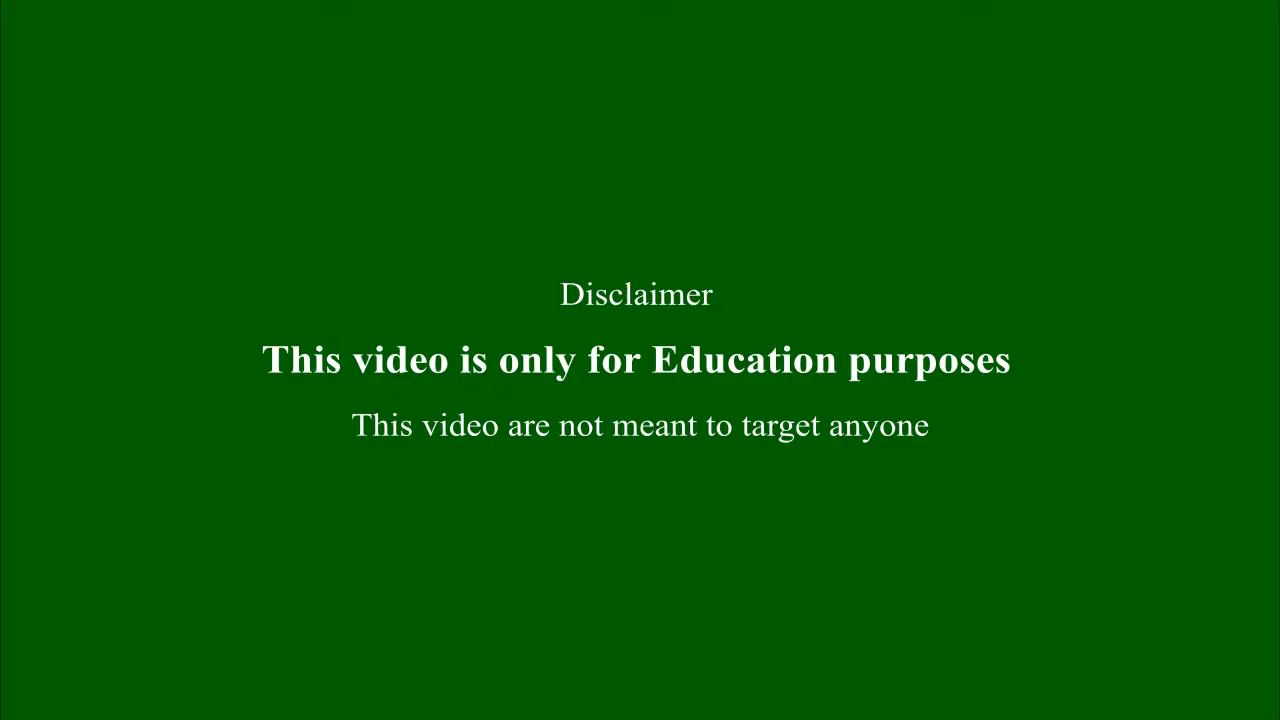 Disclaimer
This video is only for Education purposes
This video are not meant to target anyone